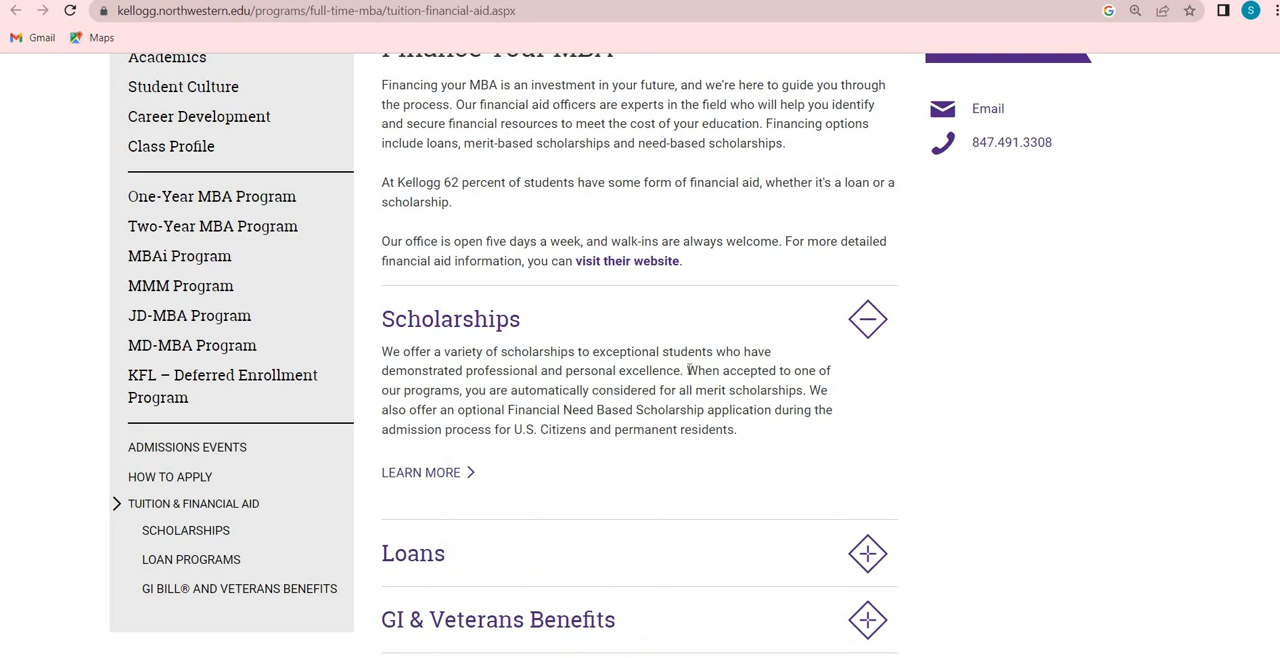 kellogg.northwestern.edu/programs/full-time-mba/tuition-financial-aid.aspx
S
Gmail
Maps
Academics
Student Culture
Career Development
Class Profile
One-Year MBA Program
Two-Year MBA Program
MBAi Program
MMM Program
JD-MBA Program
MD-MBA Program
KFL – Deferred Enrollment
Program
ADMISSIONS EVENTS
HOW TO APPLY
TUITION & FINANCIAL AID
SCHOLARSHIPS
LOAN PROGRAMS
GI BILL® AND VETERANS BENEFITS
Finance Your MBA
Financing your MBA is an investment in your future, and we're here to guide you through
the process. Our financial aid officers are experts in the field who will help you identify
and secure financial resources to meet the cost of your education. Financing options
include loans, merit-based scholarships and need-based scholarships.
At Kellogg 62 percent of students have some form of financial aid, whether it's a loan or a
scholarship.
Our office is open five days a week, and walk-ins are always welcome. For more detailed
financial aid information, you can visit their website.
Scholarships
We offer a variety of scholarships to exceptional students who have
demonstrated professional and personal excellence. When accepted to one of
our programs, you are automatically considered for all merit scholarships. We
also offer an optional Financial Need Based Scholarship application during the
admission process for U.S. Citizens and permanent residents.
LEARN MORE
Loans
GI & Veterans Benefits
Email
847.491.3308